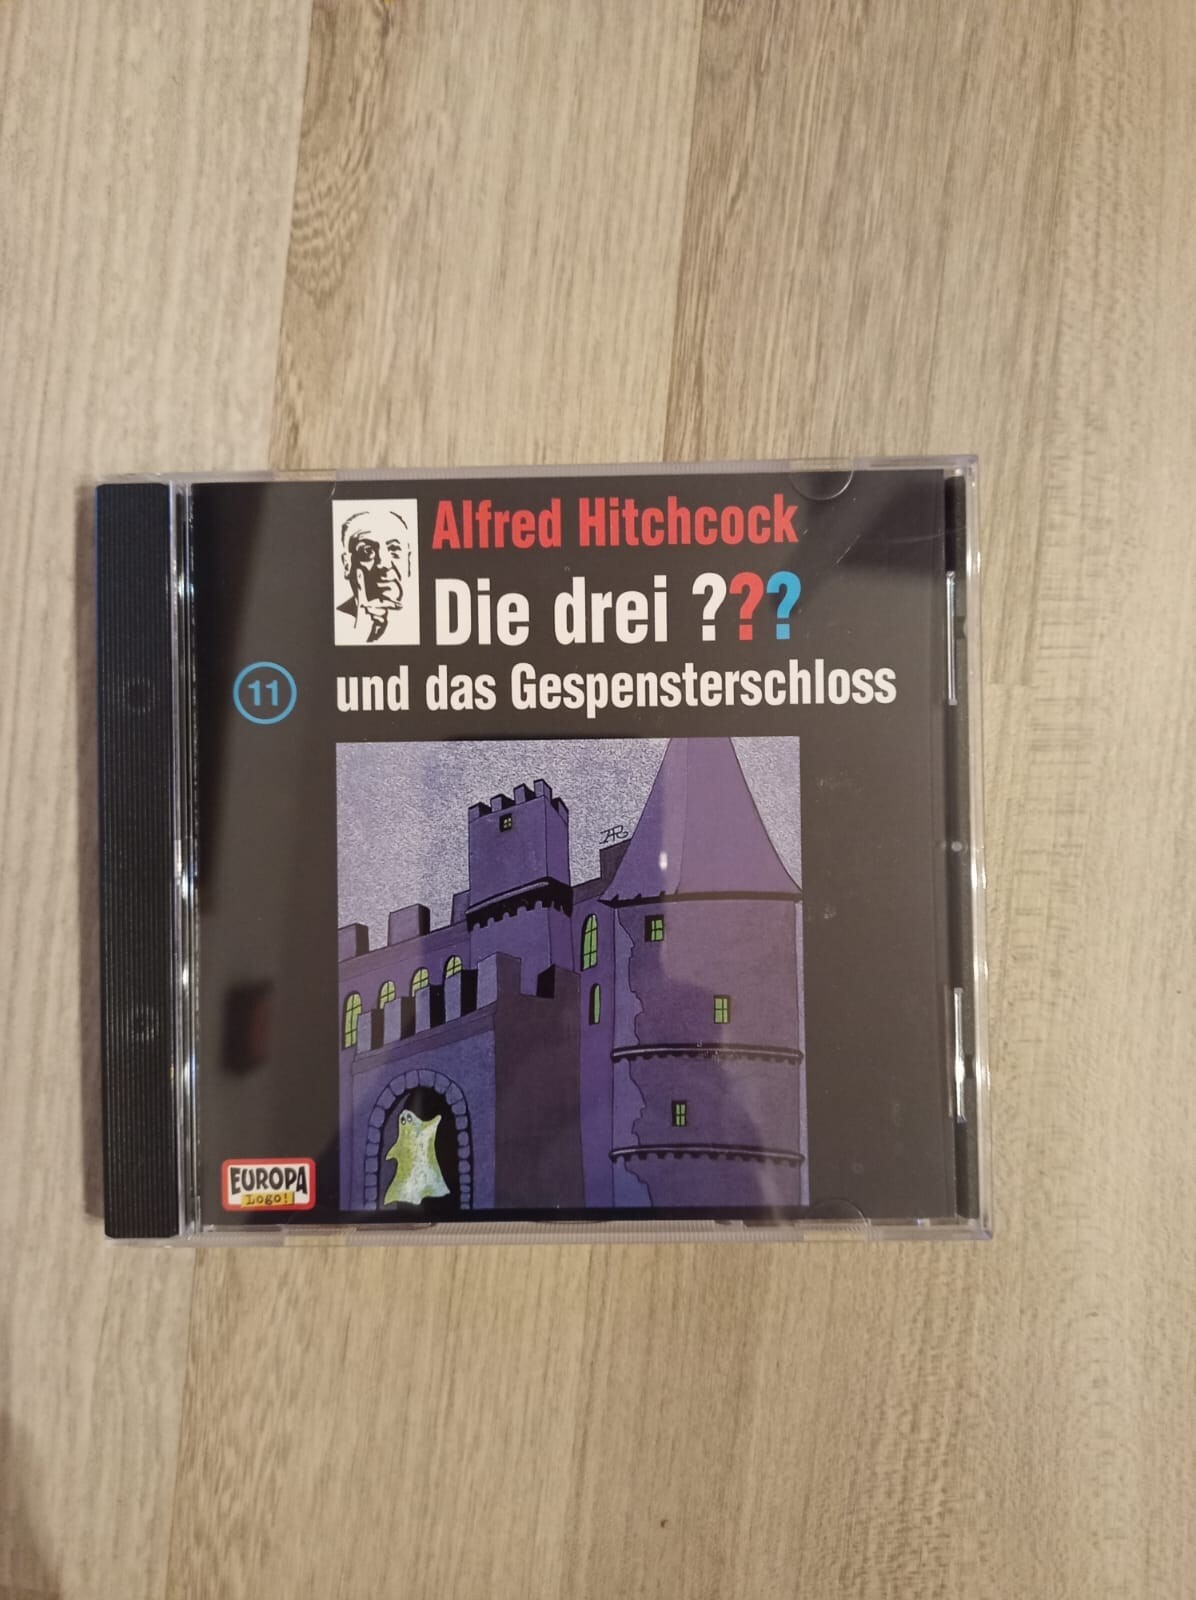 Alfred Hitchcock
Die drei ???
11
und das Gespensterschloss
EUROPA
Logo!